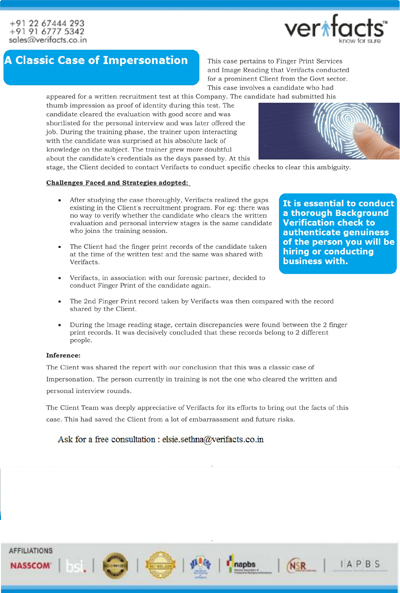 +91 22 67444 293
+91 91 6777 5342
sales@verifacts.co.in
verifacts™
know for sure
A Classic Case of Impersonation
This case pertains to Finger Print Services
and Image Reading that Verifacts conducted
for a prominent Client from the Govt sector.
This case involves a candidate who had
appeared for a written recruitment test at this Company. The candidate had submitted his
thumb impression as proof of identity during this test. The
candidate cleared the evaluation with good score and was
shortlisted for the personal interview and was later offered the
job. During the training phase, the trainer upon interacting
with the candidate was surprised at his absolute lack of
knowledge on the subject. The trainer grew more doubtful
about the candidate's credentials as the days passed by. At this
stage, the Client decided to contact Verifacts to conduct specific checks to clear this ambiguity.
Challenges Faced and Strategies adopted:
• After studying the case thoroughly, Verifacts realized the gaps
existing in the Client's recruitment program. For eg: there was
no way to verify whether the candidate who clears the written
evaluation and personal interview stages is the same candidate
who joins the training session.
It is essential to conduct
a thorough Background
Verification check to
authenticate genuiness
of the person you will be
hiring or conducting
business with.
• The Client had the finger print records of the candidate taken
at the time of the written test and the same was shared with
Verifacts.
• Verifacts, in association with our forensic partner, decided to
conduct Finger Print of the candidate again.
• The 2nd Finger Print record taken by Verifacts was then compared with the record
shared by the Client.
• During the Image reading stage, certain discrepancies were found between the 2 finger
print records. It was decisively concluded that these records belong to 2 different
people.
Inference:
The Client was shared the report with our conclusion that this was a classic case of
Impersonation. The person currently in training is not the one who cleared the written and
personal interview rounds.
The Client Team was deeply appreciative of Verifacts for its efforts to bring out the facts of this
case. This had saved the Client from a lot of embarrassment and future risks.
Ask for a free consultation : elsie.sethna@verifacts.co.in
AFFILIATIONS
NASSCOM
bsi.
napbs
NSR
IAPBS